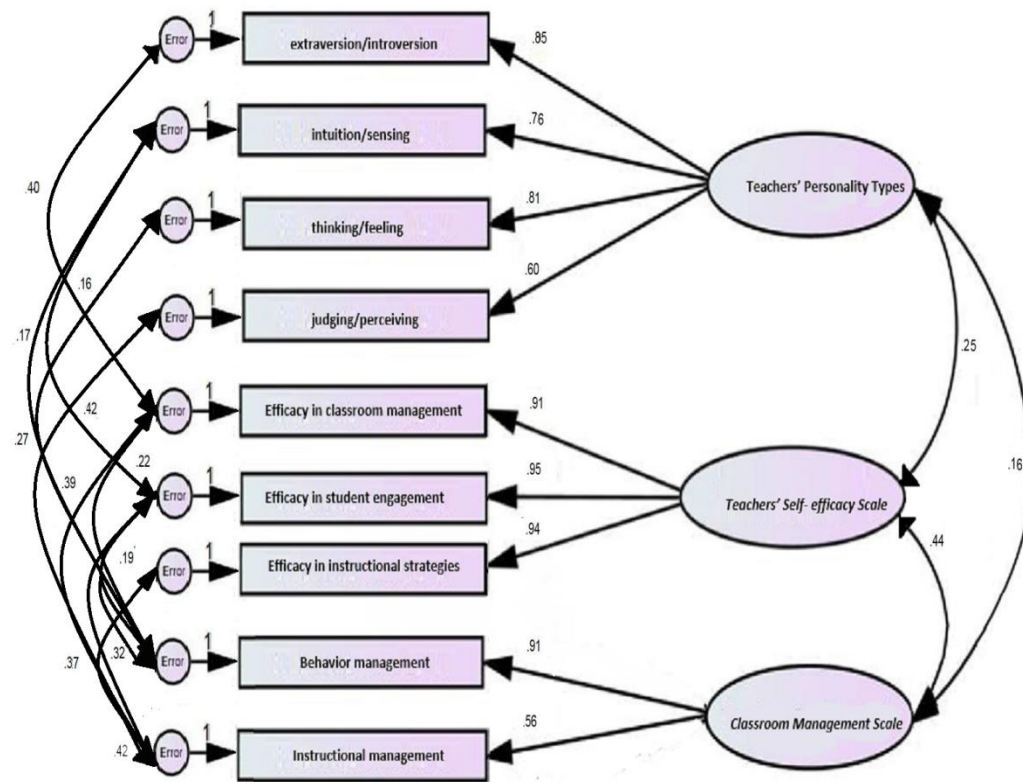 Error 1 extraversion/introversion .85
Error 1 intuition/sensing .76
Teachers' Personality Types
.40
Error 1 thinking/feeling .81
.16
Error 1 judging/perceiving .60
.17
.25
.27
.42
Error 1 Efficacy in classroom management .91
.22
.16
.39
Error 1 Efficacy in student engagement .95
Teachers' Self- efficacy Scale
.94
.44
.19
Error 1 Efficacy in instructional strategies
.37
.32
Error 1 Behavior management .91
.56
Classroom Management Scale
.42
Error 1 Instructional management